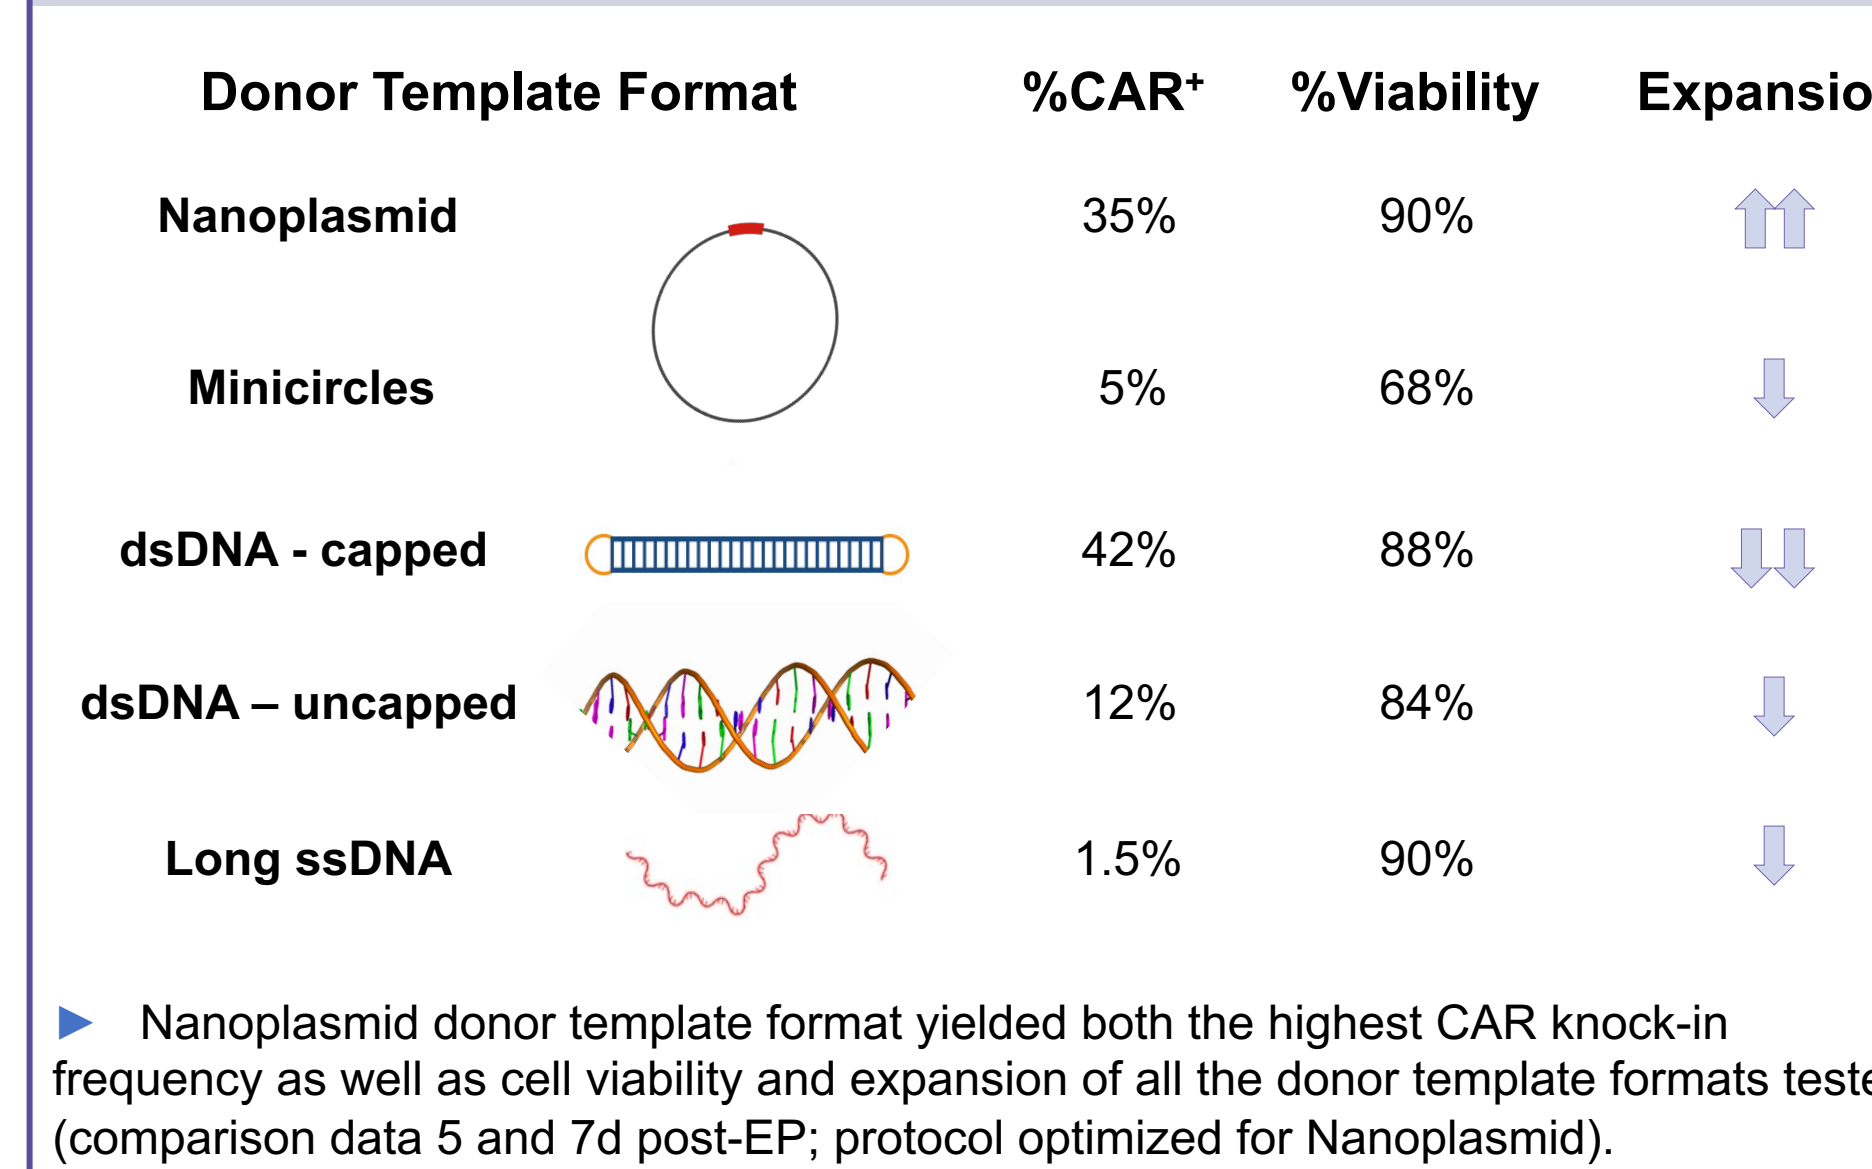 Donor Template Format %CAR⁺ %Viability Expansio
Nanoplasmid 35% 90%
Minicircles 5% 68%
dsDNA - capped 42% 88%
dsDNA – uncapped 12% 84%
Long ssDNA 1.5% 90%
► Nanoplasmid donor template format yielded both the highest CAR knock-in
frequency as well as cell viability and expansion of all the donor template formats teste
(comparison data 5 and 7d post-EP; protocol optimized for Nanoplasmid).